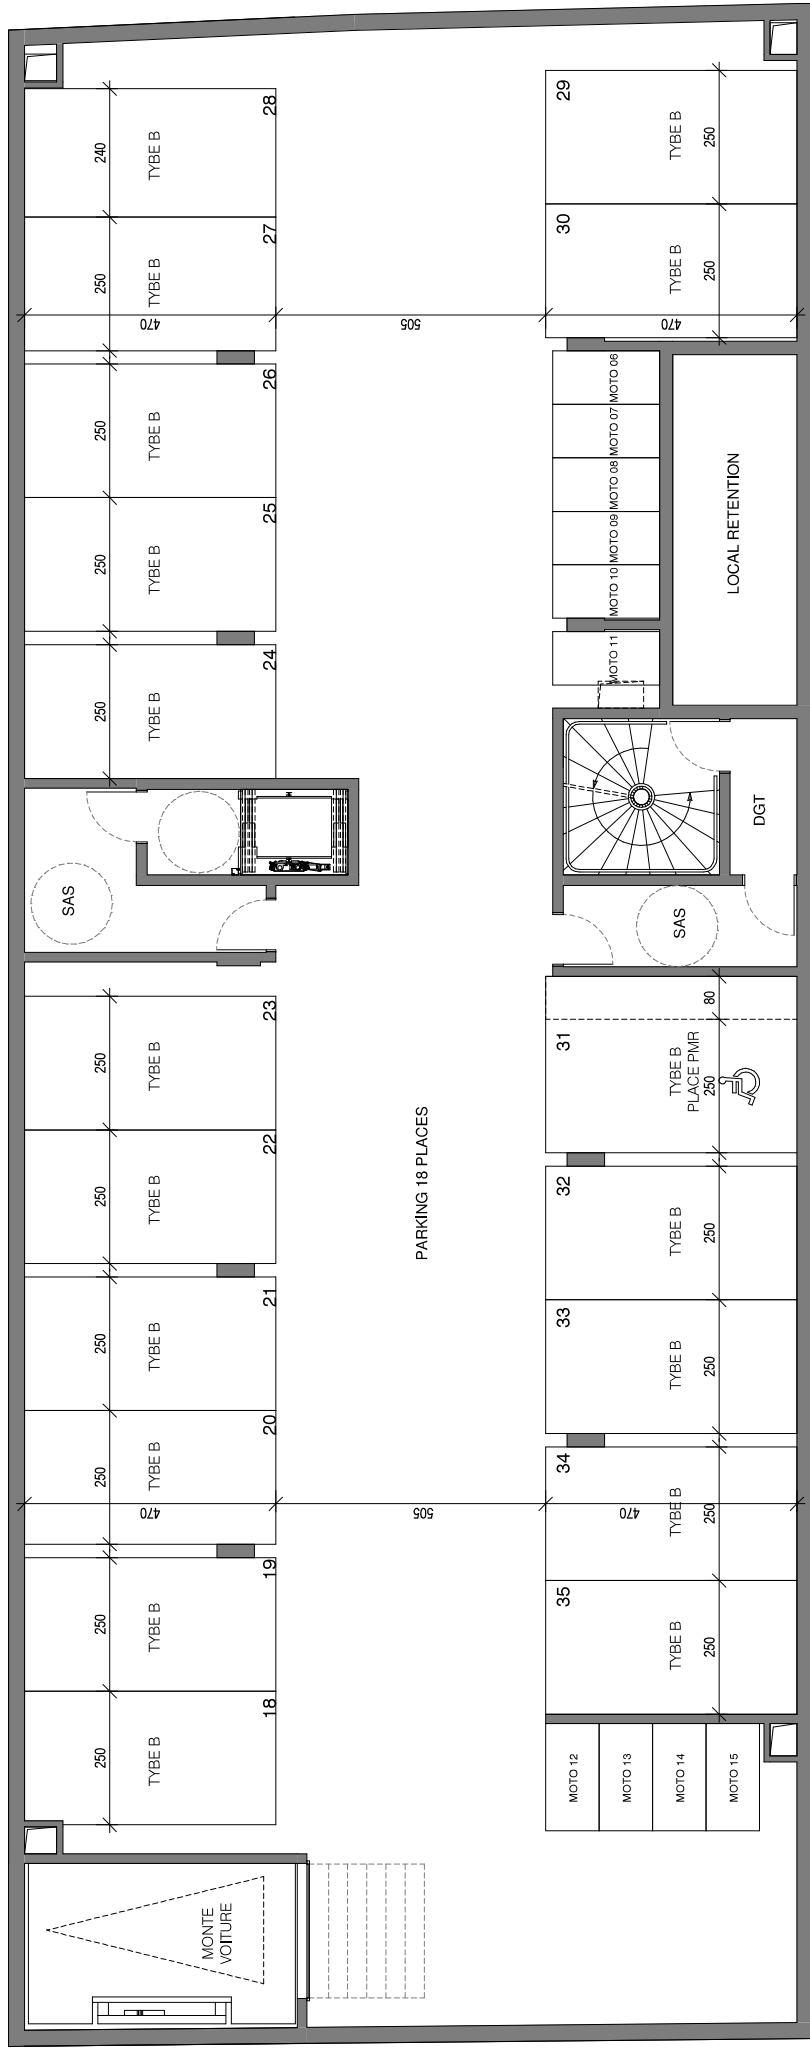 28
TYBE B
240
27
TYBE B
250
470
26
TYBE B
250
25
TYBE B
250
24
TYBE B
250
505
29
TYBE B
250
30
TYBE B
250
470
MOTO 06
MOTO 07
MOTO 08
MOTO 09
MOTO 10
MOTO 11
LOCAL RETENTION
DGT
SAS
SAS
23
TYBE B
250
22
TYBE B
250
21
TYBE B
250
20
TYBE B
250
470
19
TYBE B
250
18
TYBE B
250
PARKING 18 PLACES
505
80
31
TYBE B
PLACE PMR
250
32
TYBE B
250
33
TYBE B
250
34
TYBE B
250
470
35
TYBE B
250
MOTO 12
MOTO 13
MOTO 14
MOTO 15
MONTE
VOITURE